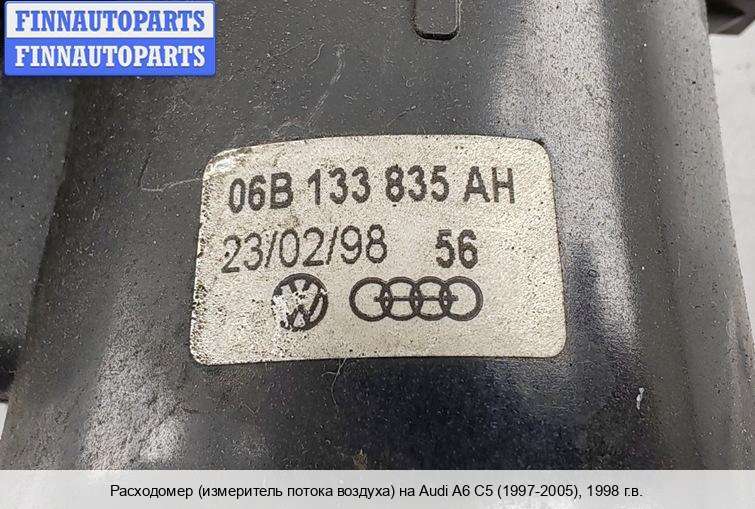 FINNAUTOPARTS
FINNAUTOPARTS
06B 133 835 AH
23/02/98 56
Расходомер (измеритель потока воздуха) на Audi A6 C5 (1997-2005), 1998 г.в.